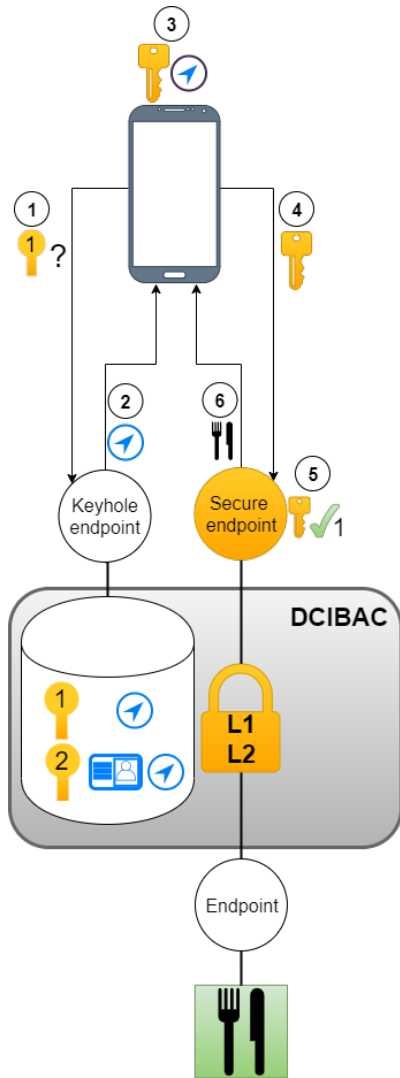 3
1
4
1
?
2
6
5
Keyhole
endpoint
Secure
endpoint
1
DCIBAC
1
L1
L2
2
Endpoint